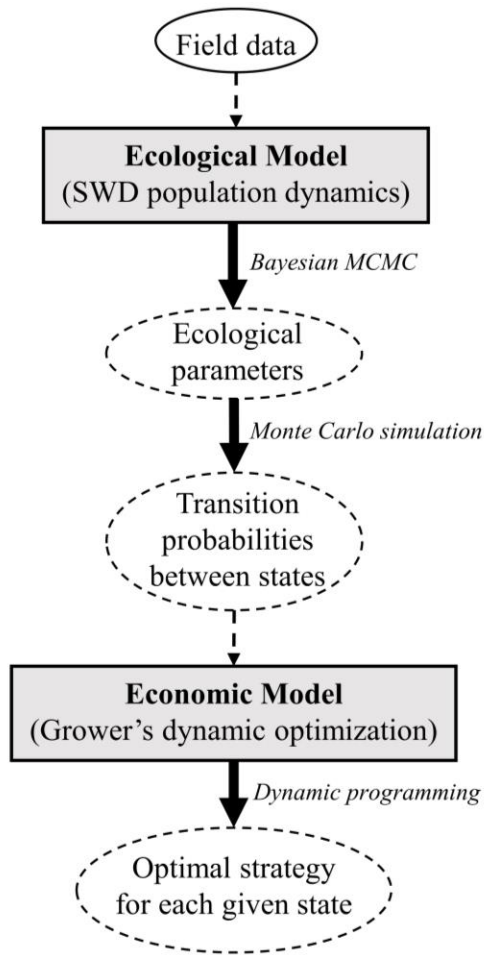 Field data
Ecological Model
(SWD population dynamics)
Bayesian MCMC
Ecological
parameters
Monte Carlo simulation
Transition
probabilities
between states
Economic Model
(Grower's dynamic optimization)
Dynamic programming
Optimal strategy
for each given state